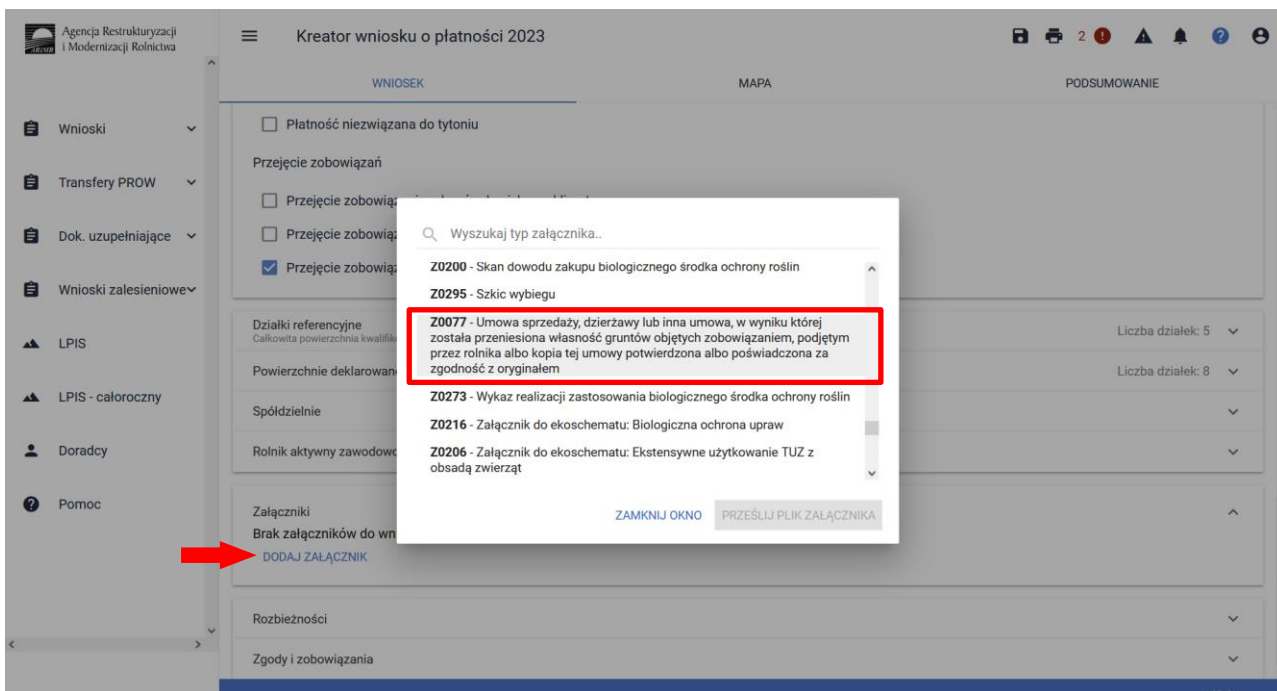 Agencja Restrukturyzacji
i Modernizacji Rolnictwa
ARiMR
Kreator wniosku o płatności 2023
2
WNIOSEK
MAPA
PODSUMOWANIE
Wnioski
Transfery PROW
Dok. uzupełniające
Wnioski zalesieniowe
LPIS
LPIS - całoroczny
Doradcy
Pomoc
Płatność niezwiązana do tytoniu
Przejęcie zobowiązań
Przejęcie
Przejęcie
Przejęcie
Działki referencyjne
Całkowita powierzchnia
Liczba działek: 5
Powierzchnie
Liczba działek: 8
Spółdzielnie
Rolnik aktywny
Załączniki
Brak załączników do
DODAJ ZAŁĄCZNIK
Rozbieżności
Zgody i zobowiązania
Wyszukaj typ załącznika..
Z0200 - Skan dowodu zakupu biologicznego środka ochrony roślin
Z0295 - Szkic wybiegu
Z0077 - Umowa sprzedaży, dzierżawy lub inna umowa, w wyniku której
została przeniesiona własność gruntów objętych zobowiązaniem, podjętym
przez rolnika albo kopia tej umowy potwierdzona albo poświadczona za
zgodność z oryginałem
Z0273 - Wykaz realizacji zastosowania biologicznego środka ochrony roślin
Z0216 - Załącznik do ekoschematu: Biologiczna ochrona upraw
Z0206 - Załącznik do ekoschematu: Ekstensywne użytkowanie TUZ z
obsadą zwierząt
ZAMKNIJ OKNO
PRZEŚLIJ PLIK ZAŁĄCZNIKA